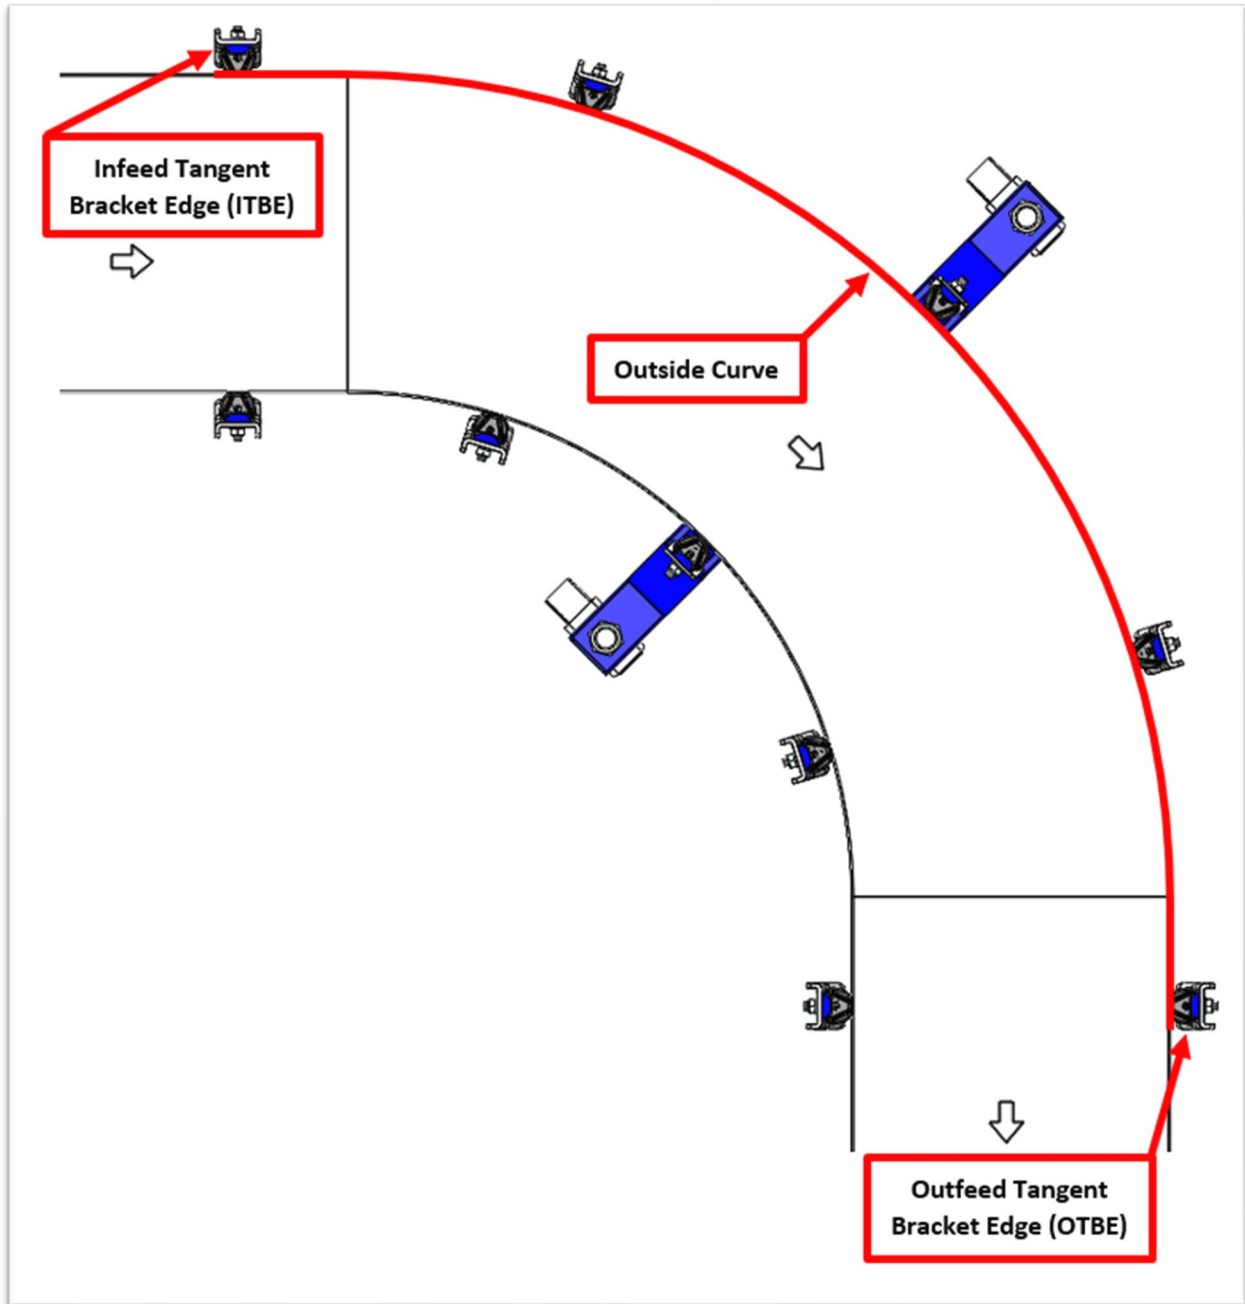 Infeed Tangent
Bracket Edge (ITBE)
Outside Curve
Outfeed Tangent
Bracket Edge (OTBE)